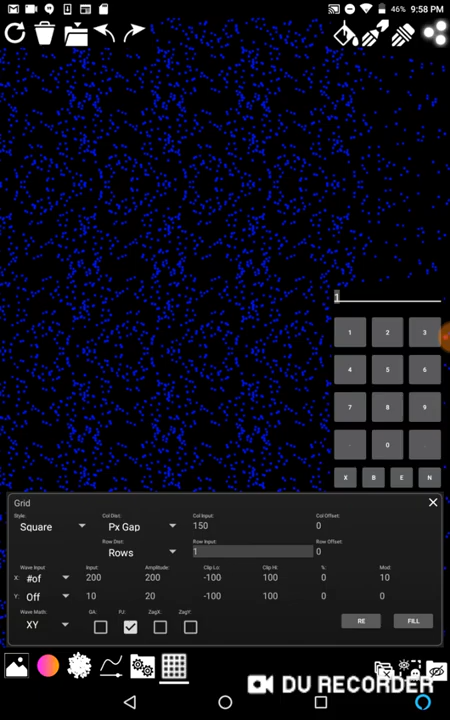 46% 9:58 PM
1
1 2 3
4 5 6
7 8 9
. 0 .
X B E N
Grid
Style: Col Dist: Col Input: Col Offset:
Square Px Gap 150 0
Row Dist: Row Input: Row Offset:
Rows 1 0
Wave Input: Input: Amplitude: Clip Lo: Clip Hi: %: Mod
X: #of 200 200 -100 100 0 10
Y: Off 10 20 -100 100 0 0
Wave Math: PJ: ZagX: ZagY:
XY RE FILL
DU RECORDER